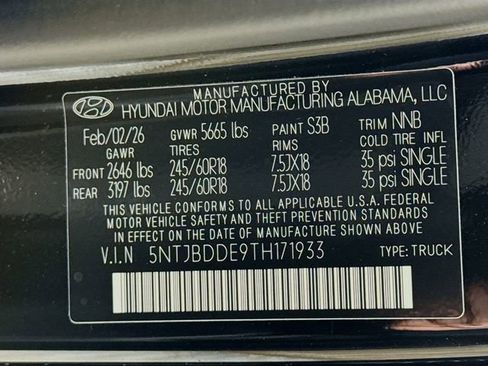 MANUFACTURED BY
HYUNDAI MOTOR MANUFACTURING ALABAMA, LLC
Feb/02/26 GVWR 5665 lbs PAINT S3B TRIM NNB
GAWR TIRES RIMS COLD TIRE INFL
FRONT 2646 lbs 245/60R18 7.5JX18 35 psi SINGLE
REAR 3197 lbs 245/60R18 7.5JX18 35 psi SINGLE
THIS VEHICLE CONFORMS TO ALL APPLICABLE U.S.A. FEDERAL
MOTOR VEHICLE SAFETY AND THEFT PREVENTION STANDARDS
IN EFFECT ON THE DATE OF MANUFACTURE SHOWN ABOVE.
V.I.N 5NTJBDDE9TH171933 TYPE: TRUCK